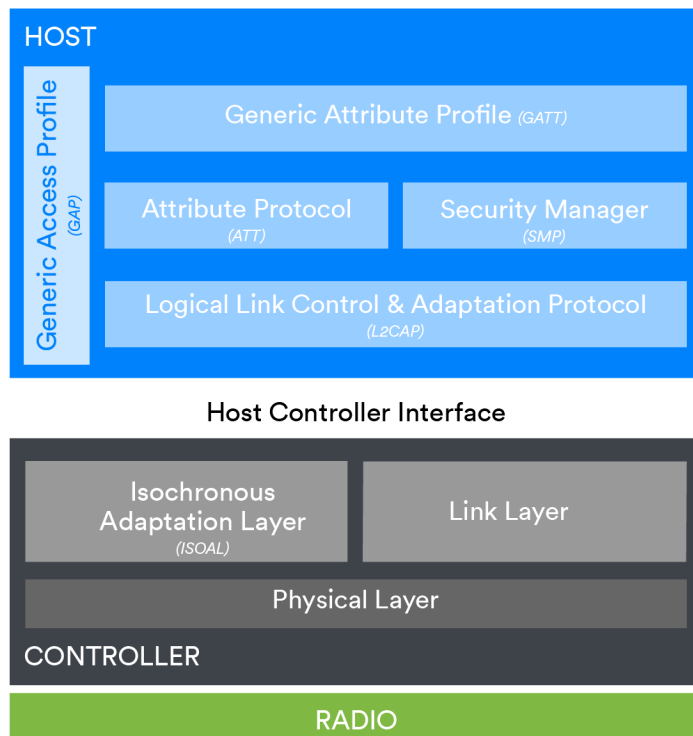 HOST
Generic Access Profile
(GAP)
Generic Attribute Profile (GATT)
Attribute Protocol
(ATT)
Security Manager
(SMP)
Logical Link Control & Adaptation Protocol
(L2CAP)
Host Controller Interface
Isochronous
Adaptation Layer
(ISOAL)
Link Layer
Physical Layer
CONTROLLER
RADIO